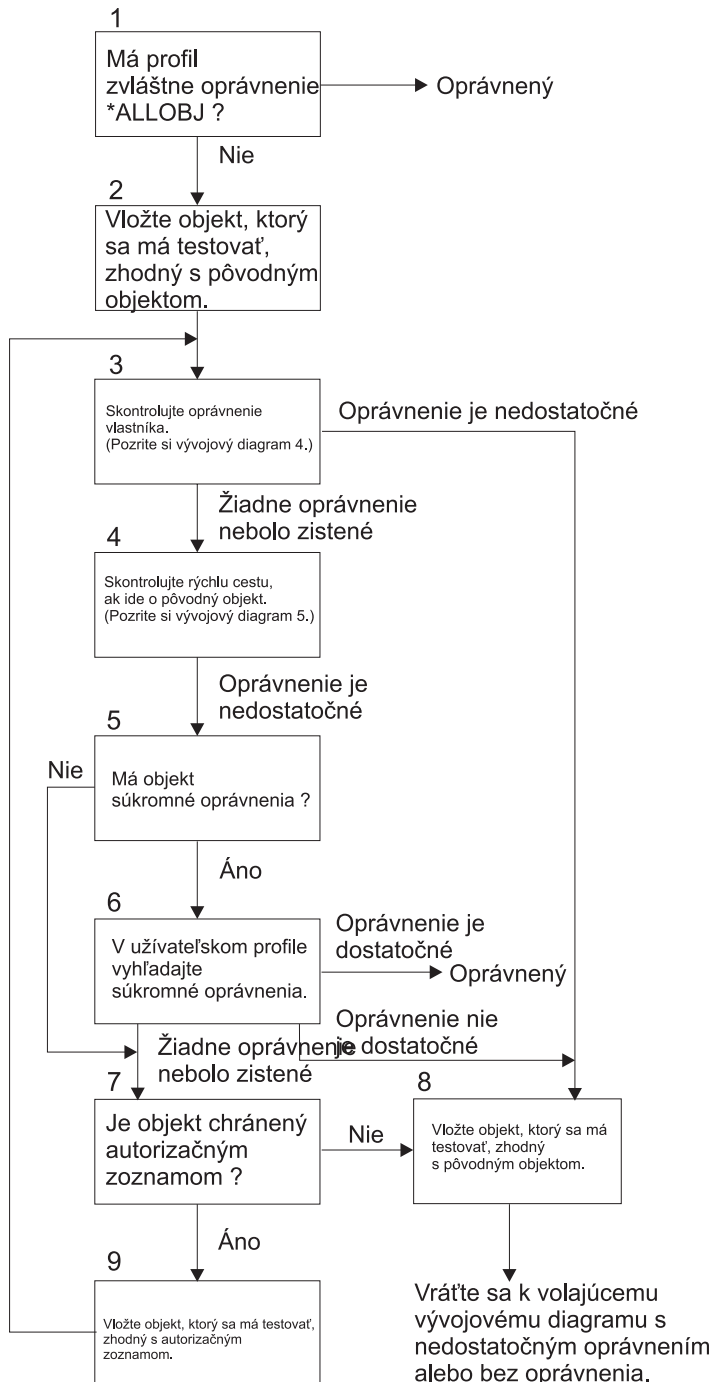 1
Má profil
zvláštne oprávnenie
*ALLOBJ ?
Oprávnený
Nie
2
Vložte objekt, ktorý
sa má testovať,
zhodný s pôvodným
objektom.
3
Skontrolujte oprávnenie
vlastníka.
(Pozrite si vývojový diagram 4.)
Oprávnenie je nedostatočné
Žiadne oprávnenie
nebolo zistené
4
Skontrolujte rýchlu cestu,
ak ide o pôvodný objekt.
(Pozrite si vývojový diagram 5.)
Oprávnenie je
nedostatočné
5
Nie
Má objekt
súkromné oprávnenia ?
Áno
6
V užívateľskom profile
vyhľadajte
súkromné oprávnenia.
Oprávnenie je
dostatočné
Oprávnený
Oprávnenie nie
je dostatočné
Žiadne oprávnenie
nebolo zistené
7
Je objekt chránený
autorizačným
zoznamom ?
Nie
8
Vložte objekt, ktorý sa má
testovať, zhodný
s pôvodným objektom.
Áno
9
Vložte objekt, ktorý sa má testovať,
zhodný s autorizačným
zoznamom.
Vráťte sa k volajúcemu
vývojovému diagramu s
nedostatočným oprávnením
alebo bez oprávnenia.